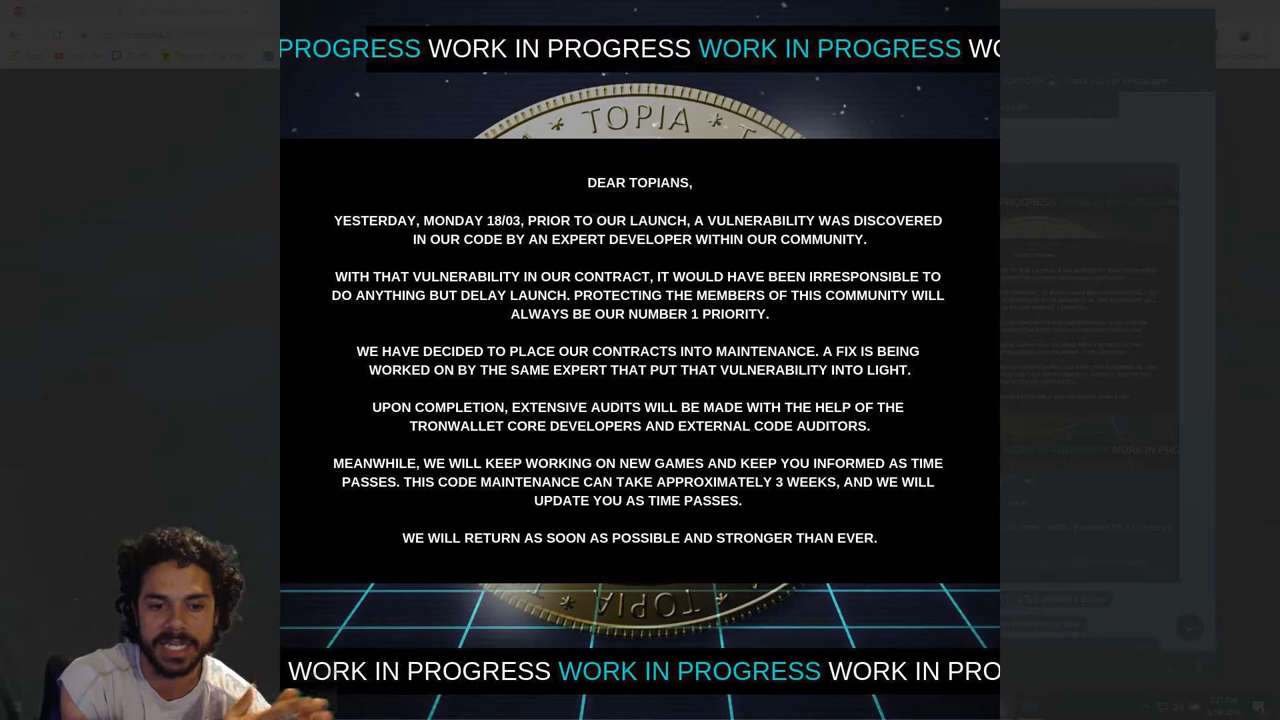 PROGRESS WORK IN PROGRESS WORK IN PROGRESS WO
TOPIA
DEAR TOPIANS,
YESTERDAY, MONDAY 18/03, PRIOR TO OUR LAUNCH, A VULNERABILITY WAS DISCOVERED
IN OUR CODE BY AN EXPERT DEVELOPER WITHIN OUR COMMUNITY.
WITH THAT VULNERABILITY IN OUR CONTRACT, IT WOULD HAVE BEEN IRRESPONSIBLE TO
DO ANYTHING BUT DELAY LAUNCH. PROTECTING THE MEMBERS OF THIS COMMUNITY WILL
ALWAYS BE OUR NUMBER 1 PRIORITY.
WE HAVE DECIDED TO PLACE OUR CONTRACTS INTO MAINTENANCE. A FIX IS BEING
WORKED ON BY THE SAME EXPERT THAT PUT THAT VULNERABILITY INTO LIGHT.
UPON COMPLETION, EXTENSIVE AUDITS WILL BE MADE WITH THE HELP OF THE
TRONWALLET CORE DEVELOPERS AND EXTERNAL CODE AUDITORS.
MEANWHILE, WE WILL KEEP WORKING ON NEW GAMES AND KEEP YOU INFORMED AS TIME
PASSES. THIS CODE MAINTENANCE CAN TAKE APPROXIMATELY 3 WEEKS, AND WE WILL
UPDATE YOU AS TIME PASSES.
WE WILL RETURN AS SOON AS POSSIBLE AND STRONGER THAN EVER.
TOPIA
WORK IN PROGRESS WORK IN PROGRESS WORK IN PRO